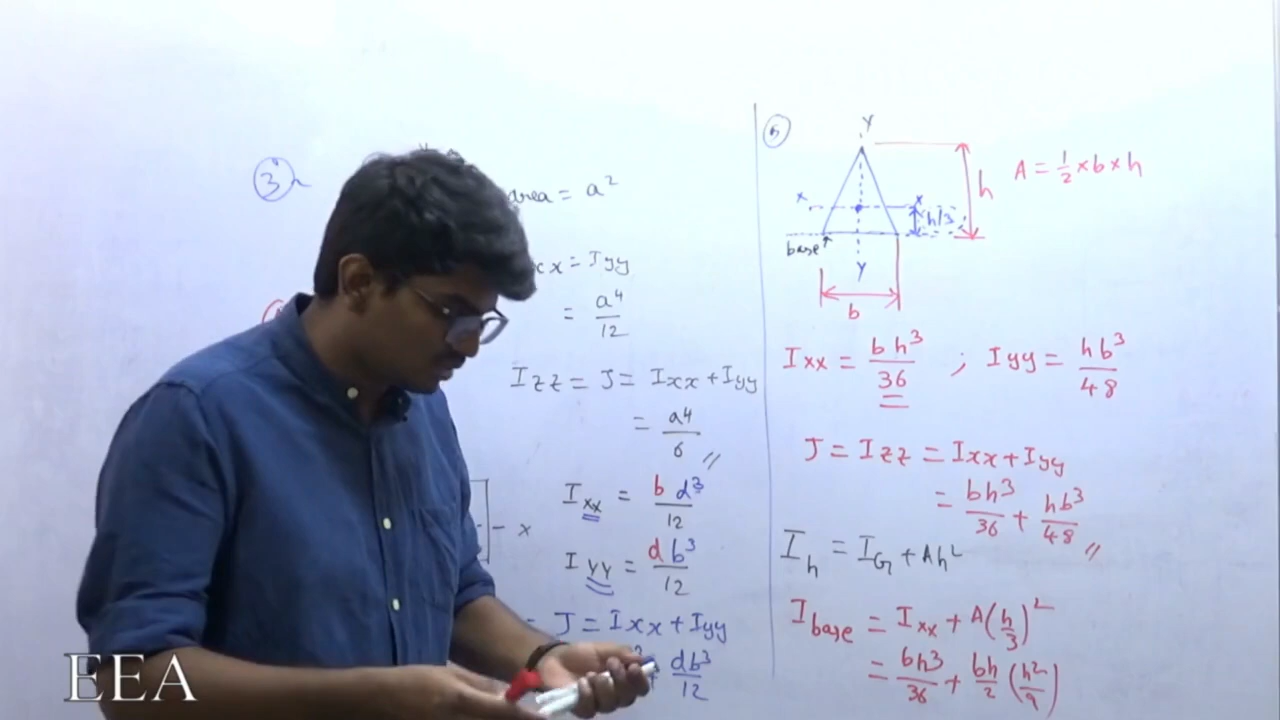 3
area = a²
= Iyy
= a⁴/12
IZZ = J = Ixx + Iyy
= a⁴/6
Ixx = bd³/12
x
Iyy = db³/12
= J = Ixx + Iyy
+ db³/12
5
Y
h
A = ½ × b × h
x
x
h/3
base
Y
b
Ixx = bh³/36 ; Iyy = hb³/48
J = IZZ = Ixx + Iyy
= bh³/36 + hb³/48
Ih = IG + Ah²
Ibase = Ixx + A(h/3)²
= bh³/36 + bh/2 (h²/9)
EEA